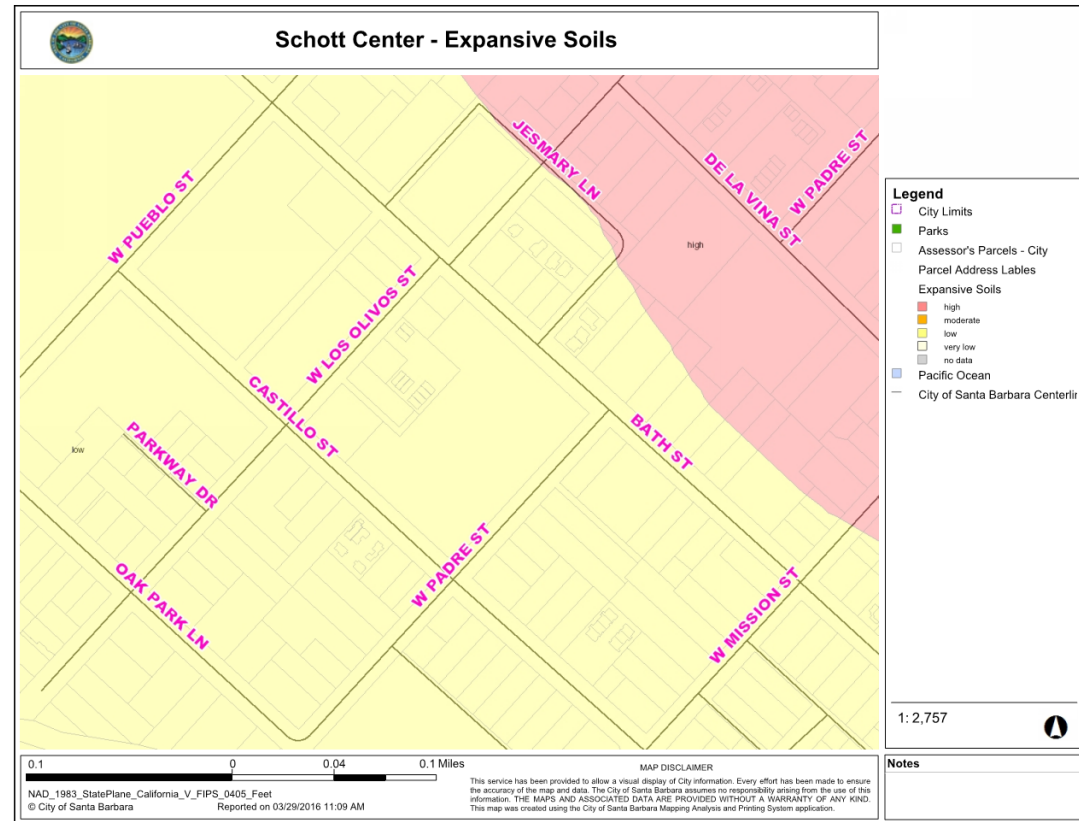 Schott Center - Expansive Soils
JESMARY LN
DE LA VINA ST
W PADRE ST
W PUEBLO ST
high
W LOS OLIVOS ST
CASTILLO ST
BATH ST
PARKWAY DR
low
W PADRE ST
OAK PARK LN
W MISSION ST
Legend
City Limits
Parks
Assessor's Parcels - City
Parcel Address Lables
Expansive Soils
high
moderate
low
very low
no data
Pacific Ocean
City of Santa Barbara Centerlin
1: 2,757
0.1 0 0.04 0.1 Miles
NAD_1983_StatePlane_California_V_FIPS_0405_Feet
© City of Santa Barbara Reported on 03/29/2016 11:09 AM
MAP DISCLAIMER
This service has been provided to allow a visual display of City information. Every effort has been made to ensure
the accuracy of the map and data. The City of Santa Barbara assumes no responsibility arising from the use of this
information. THE MAPS AND ASSOCIATED DATA ARE PROVIDED WITHOUT A WARRANTY OF ANY KIND.
This map was created using the City of Santa Barbara Mapping Analysis and Printing System application.
Notes